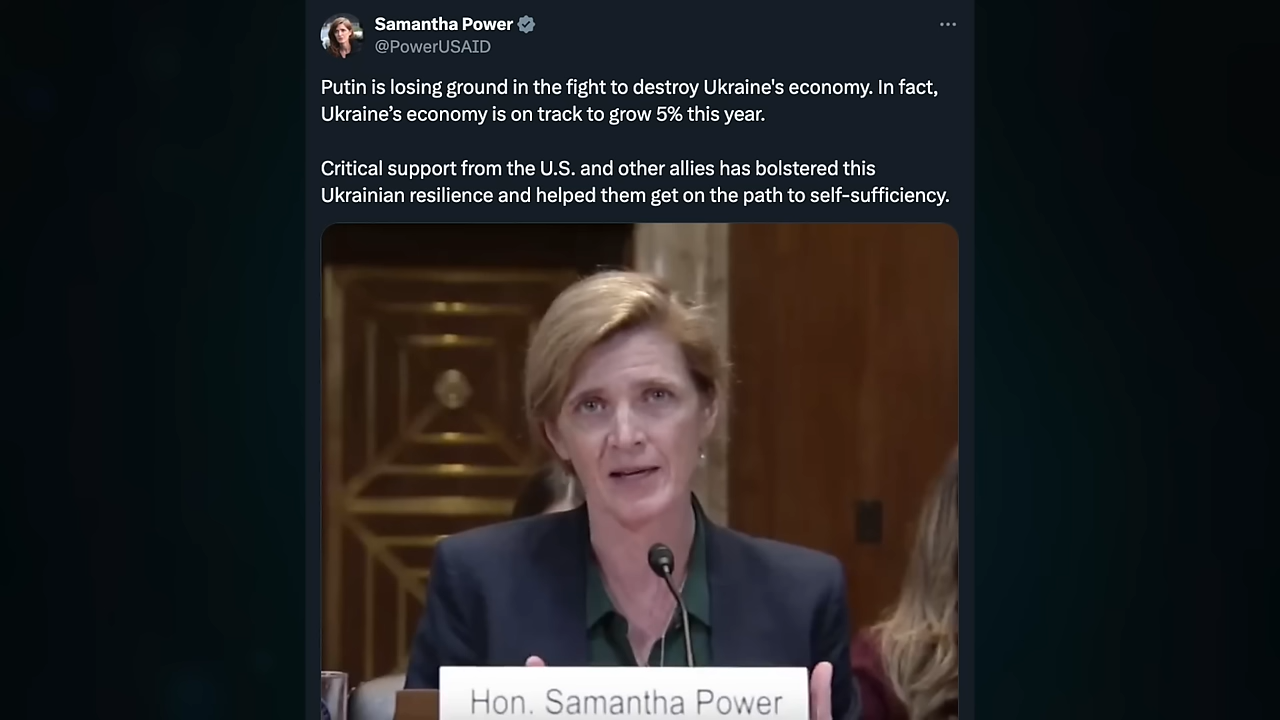 Samantha Power
@PowerUSAID
Putin is losing ground in the fight to destroy Ukraine's economy. In fact,
Ukraine’s economy is on track to grow 5% this year.
Critical support from the U.S. and other allies has bolstered this
Ukrainian resilience and helped them get on the path to self-sufficiency.
Hon. Samantha Power